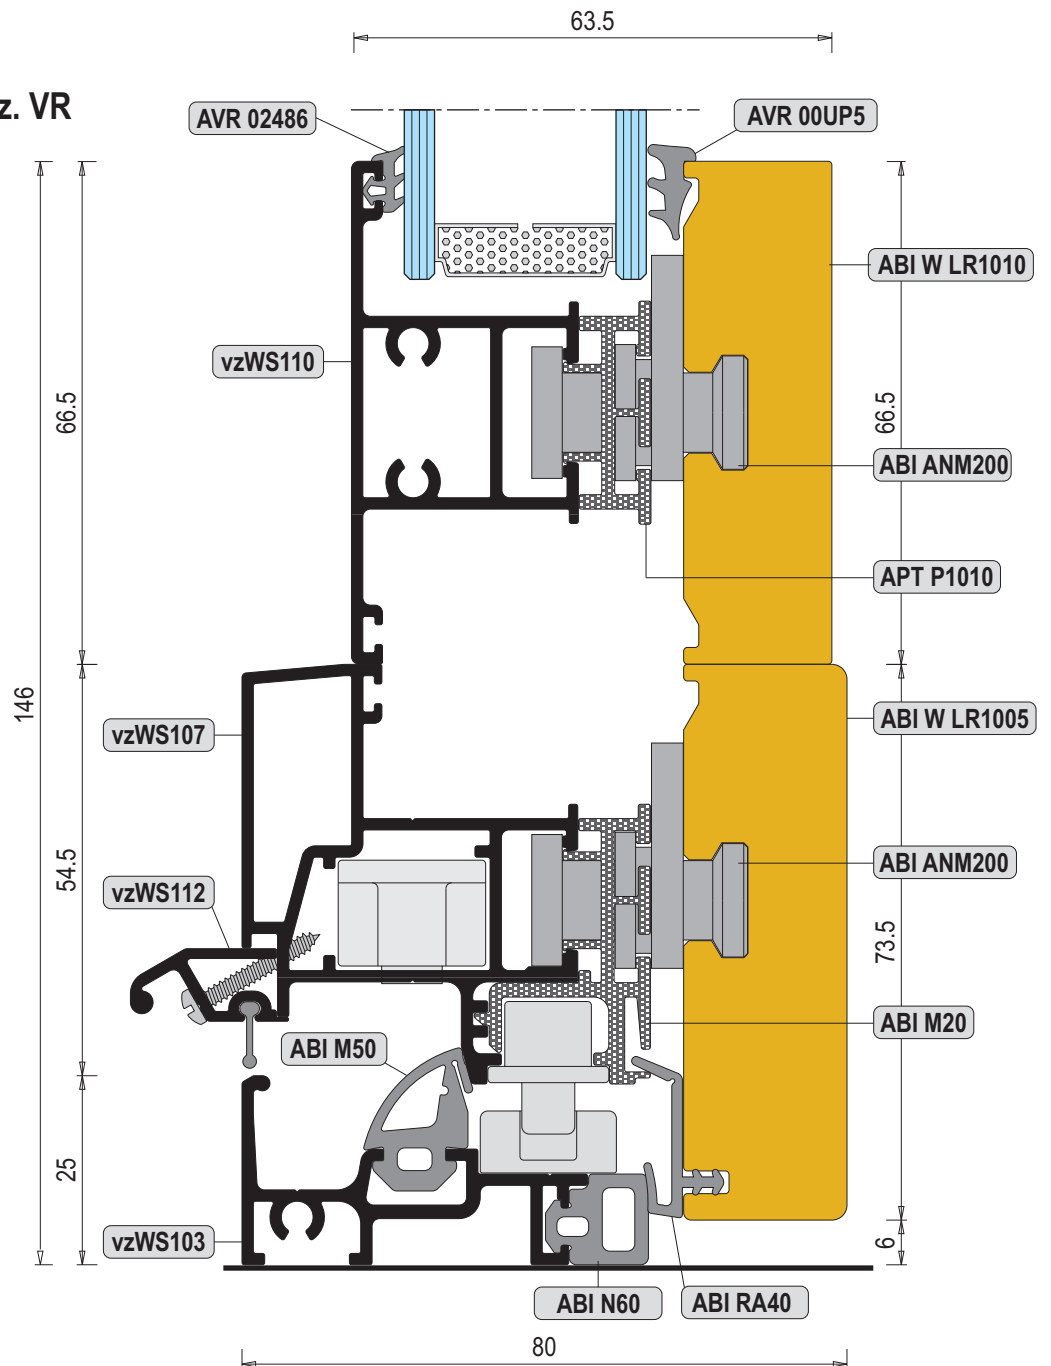 63.5
z. VR
AVR 02486
AVR 00UP5
ABI W LR1010
vzWS110
66.5
66.5
ABI ANM200
APT P1010
146
ABI W LR1005
vzWS107
54.5
ABI ANM200
vzWS112
73.5
ABI M20
ABI M50
25
vzWS103
6
ABI N60
ABI RA40
80